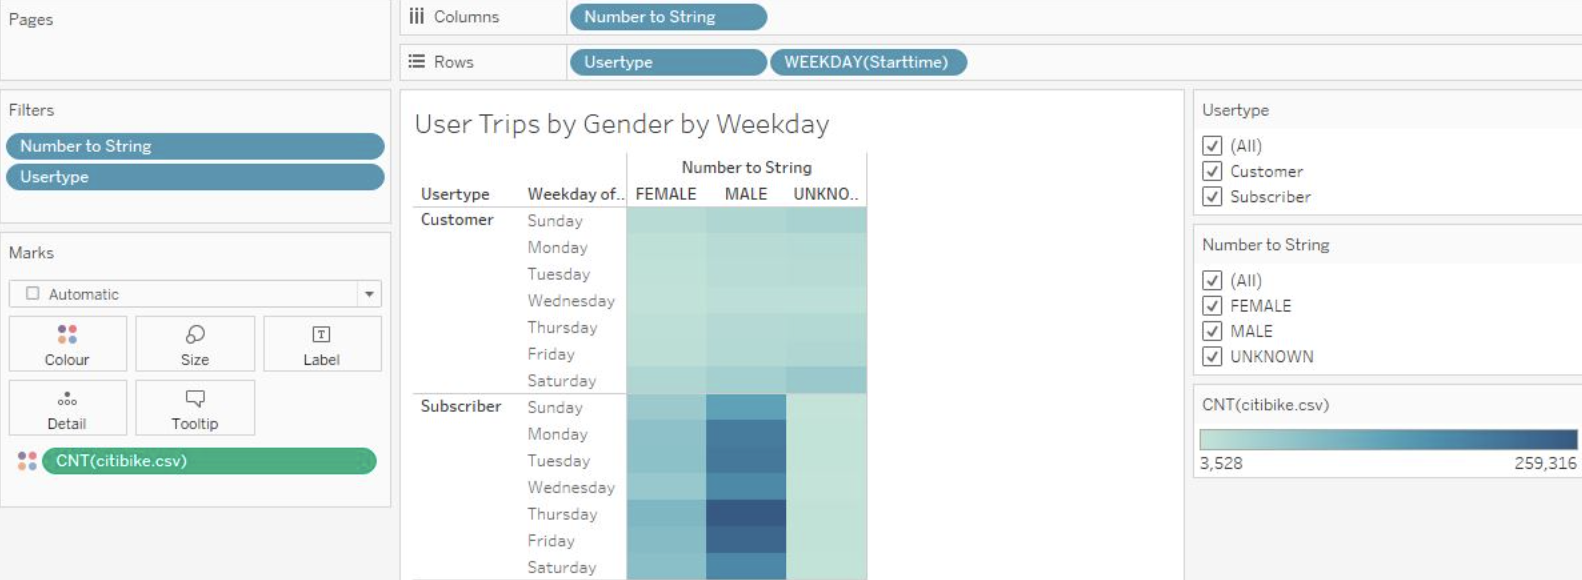 Pages
Columns
Number to String
Rows
Usertype
WEEKDAY(Starttime)
Filters
Number to String
Usertype
Marks
Automatic
Colour
Size
Label
Detail
Tooltip
CNT(citibike.csv)
User Trips by Gender by Weekday
Number to String
Usertype Weekday of.. FEMALE MALE UNKNO..
Customer Sunday
Monday
Tuesday
Wednesday
Thursday
Friday
Saturday
Subscriber Sunday
Monday
Tuesday
Wednesday
Thursday
Friday
Saturday
Usertype
(All)
Customer
Subscriber
Number to String
(All)
FEMALE
MALE
UNKNOWN
CNT(citibike.csv)
3,528 259,316